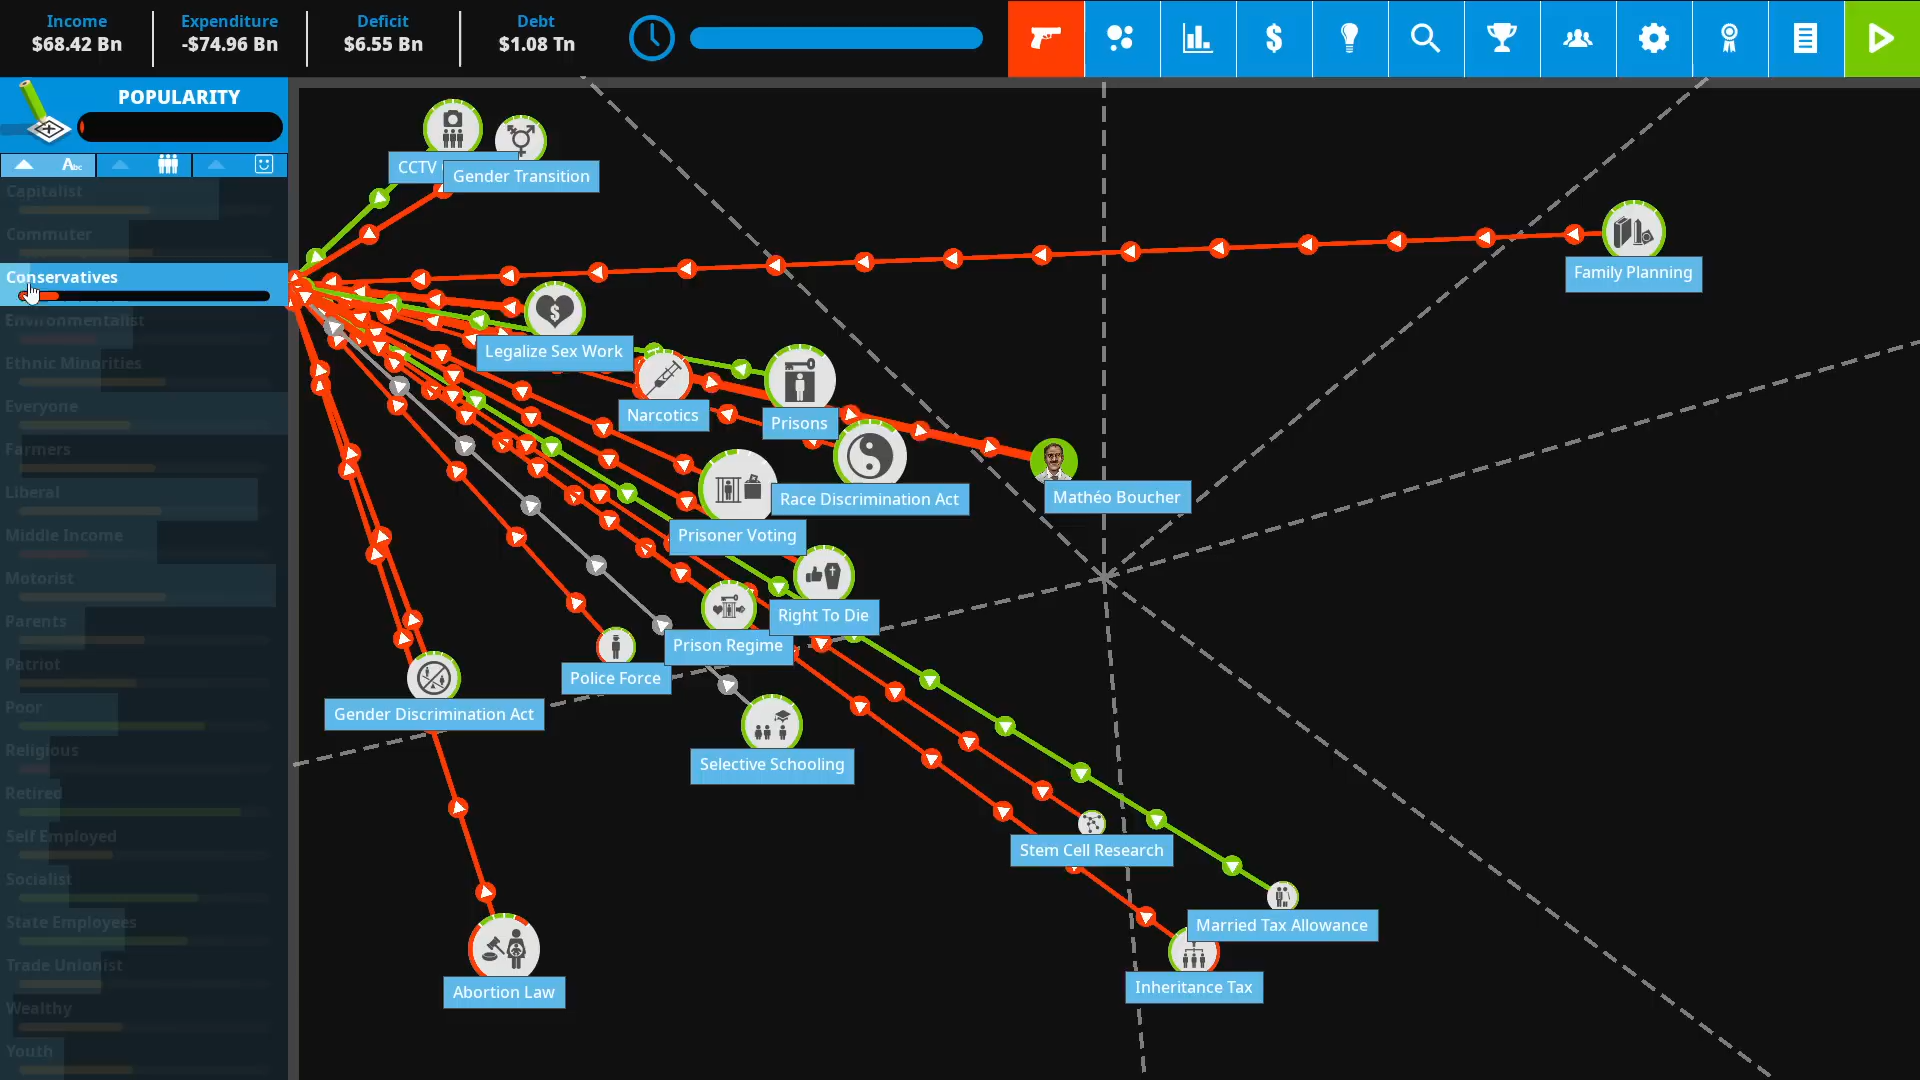 Income
$68.42 Bn
Expenditure
-$74.96 Bn
Deficit
$6.55 Bn
Debt
$1.08 Tn
POPULARITY
Abc
Capitalist
Commuter
Conservatives
Environmentalist
Ethnic Minorities
Everyone
Farmers
Liberal
Middle Income
Motorist
Parents
Patriot
Poor
Religious
Retired
Self Employed
Socialist
State Employees
Trade Unionist
Wealthy
Youth
CCTV
Gender Transition
Family Planning
Legalize Sex Work
Narcotics
Prisons
Race Discrimination Act
Mathéo Boucher
Prisoner Voting
Right To Die
Prison Regime
Police Force
Gender Discrimination Act
Selective Schooling
Stem Cell Research
Married Tax Allowance
Inheritance Tax
Abortion Law